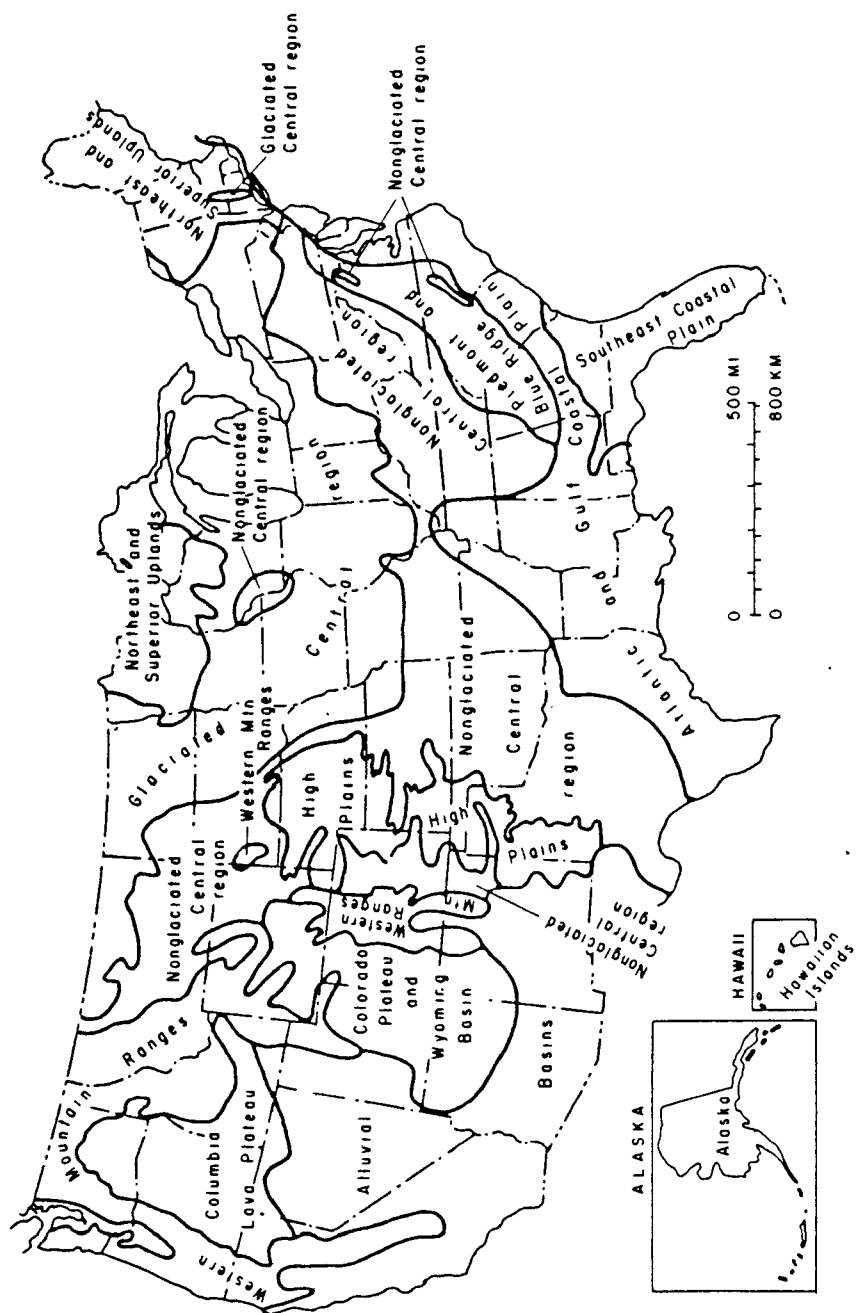 Western
Mountain
Ranges
Columbia
Lava Plateau
Alluvial
Basins
Nonglaciated
Central
region
Colorado
Plateau
and
Wyoming
Basin
Western Mtn
Ranges
Western
Ranges
Mtn
High
Plains
High
Plains
Nonglaciated
Central
region
Glaciated
Central
region
Nonglaciated
Central
region
Northeast and
Superior Uplands
Nonglaciated
Central region
Nonglaciated
Central
region
Northeast and
Superior Uplands
Glaciated
Central region
Nonglaciated
Central region
Piedmont
and
Blue Ridge
Atlantic
and
Gulf
Coastal
Plain
Southeast Coastal
Plain
ALASKA
Alaska
HAWAII
Hawaiian
Islands
0 500 MI
0 800 KM